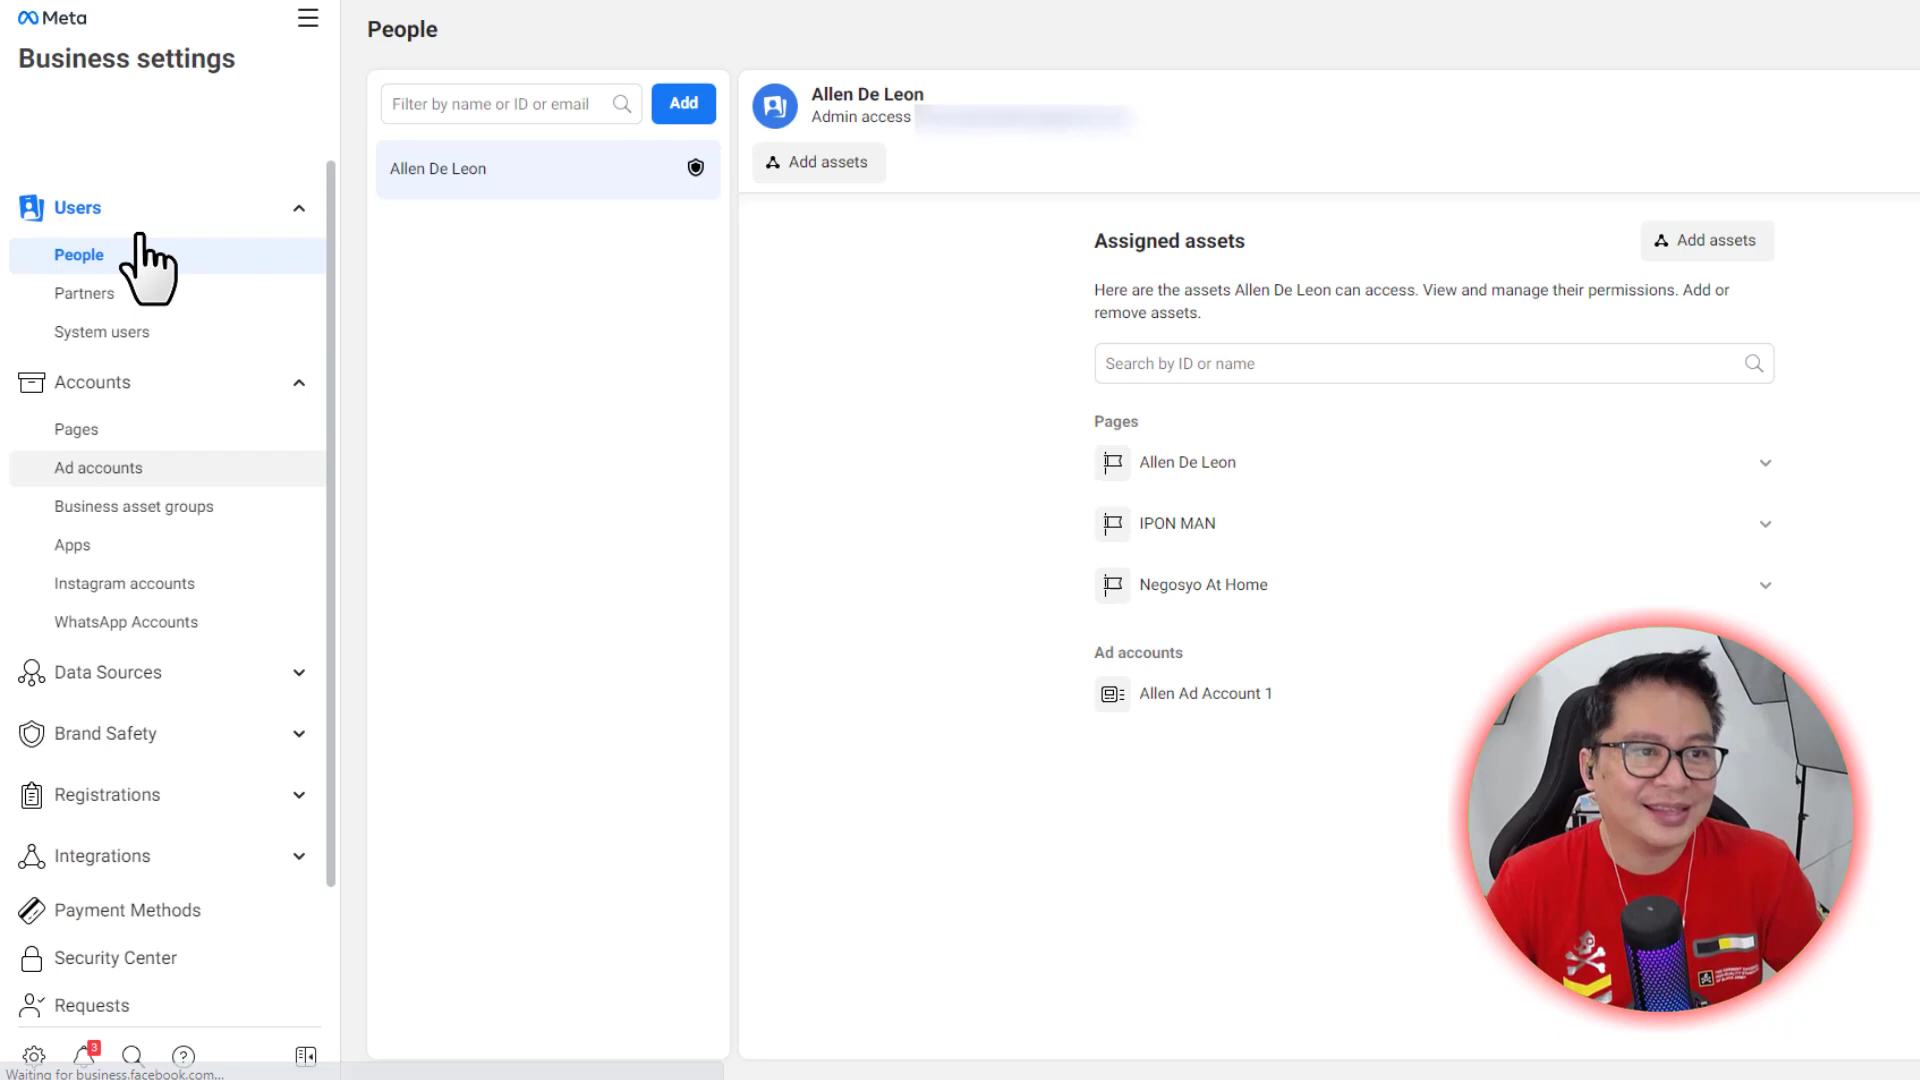 Meta
Business settings
Users
People
Partners
System users
Accounts
Pages
Ad accounts
Business asset groups
Apps
Instagram accounts
WhatsApp Accounts
Data Sources
Brand Safety
Registrations
Integrations
Payment Methods
Security Center
Requests
3
Waiting for business.facebook.com...
People
Filter by name or ID or email
Add
Allen De Leon
Allen De Leon
Admin access
Add assets
Assigned assets
Add assets
Here are the assets Allen De Leon can access. View and manage their permissions. Add or
remove assets.
Search by ID or name
Pages
Allen De Leon
IPON MAN
Negosyo At Home
Ad accounts
Allen Ad Account 1